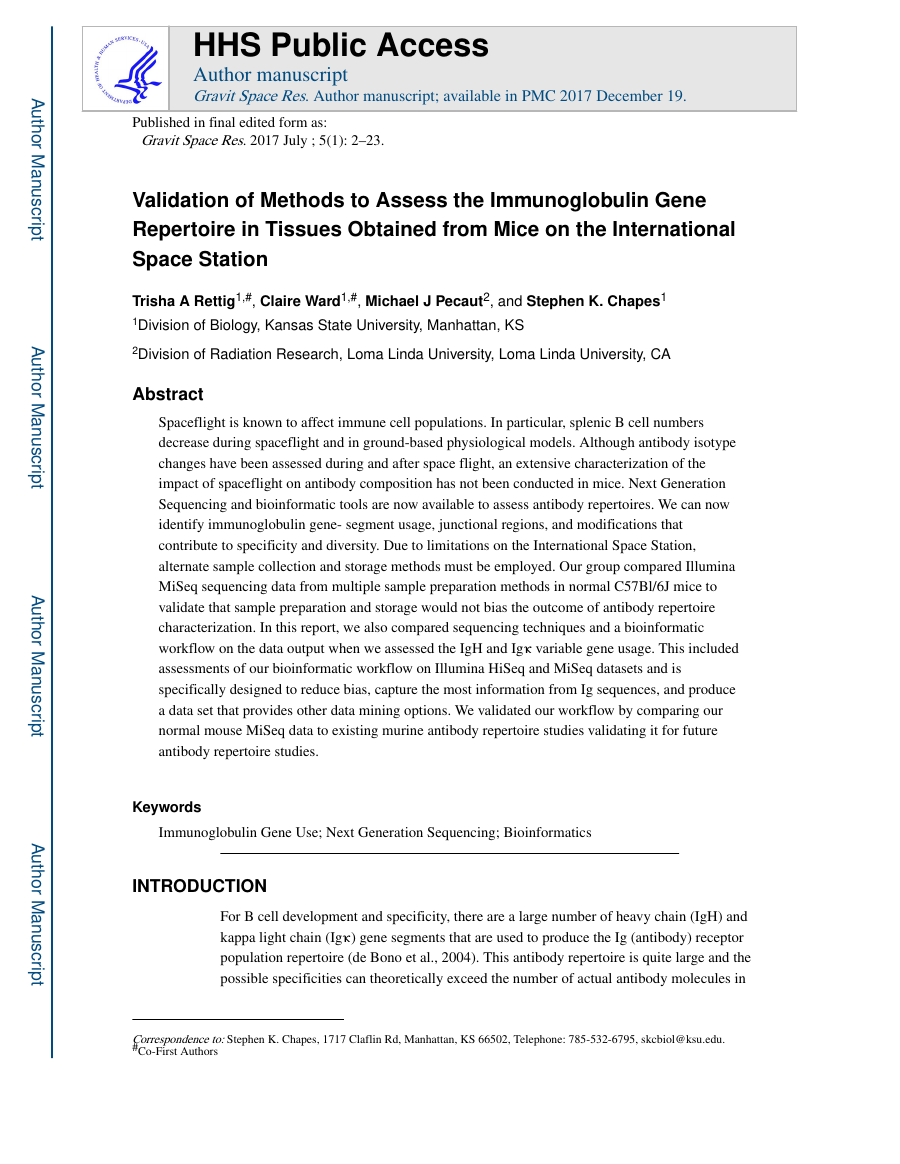 HHS Public Access
Author manuscript
Gravit Space Res. Author manuscript; available in PMC 2017 December 19.
Published in final edited form as:
Gravit Space Res. 2017 July ; 5(1): 2–23.
Validation of Methods to Assess the Immunoglobulin Gene
Repertoire in Tissues Obtained from Mice on the International
Space Station
Trisha A Rettig1,#, Claire Ward1,#, Michael J Pecaut2, and Stephen K. Chapes1
1Division of Biology, Kansas State University, Manhattan, KS
2Division of Radiation Research, Loma Linda University, Loma Linda University, CA
Abstract
Spaceflight is known to affect immune cell populations. In particular, splenic B cell numbers
decrease during spaceflight and in ground-based physiological models. Although antibody isotype
changes have been assessed during and after space flight, an extensive characterization of the
impact of spaceflight on antibody composition has not been conducted in mice. Next Generation
Sequencing and bioinformatic tools are now available to assess antibody repertoires. We can now
identify immunoglobulin gene- segment usage, junctional regions, and modifications that
contribute to specificity and diversity. Due to limitations on the International Space Station,
alternate sample collection and storage methods must be employed. Our group compared Illumina
MiSeq sequencing data from multiple sample preparation methods in normal C57Bl/6J mice to
validate that sample preparation and storage would not bias the outcome of antibody repertoire
characterization. In this report, we also compared sequencing techniques and a bioinformatic
workflow on the data output when we assessed the IgH and Igκ variable gene usage. This included
assessments of our bioinformatic workflow on Illumina HiSeq and MiSeq datasets and is
specifically designed to reduce bias, capture the most information from Ig sequences, and produce
a data set that provides other data mining options. We validated our workflow by comparing our
normal mouse MiSeq data to existing murine antibody repertoire studies validating it for future
antibody repertoire studies.
Keywords
Immunoglobulin Gene Use; Next Generation Sequencing; Bioinformatics
INTRODUCTION
For B cell development and specificity, there are a large number of heavy chain (IgH) and
kappa light chain (Igκ) gene segments that are used to produce the Ig (antibody) receptor
population repertoire (de Bono et al., 2004). This antibody repertoire is quite large and the
possible specificities can theoretically exceed the number of actual antibody molecules in
Correspondence to: Stephen K. Chapes, 1717 Claflin Rd, Manhattan, KS 66502, Telephone: 785-532-6795, skcbiol@ksu.edu.
#Co-First Authors
Author Manuscript
Author Manuscript
Author Manuscript
Author Manuscript
DEPARTMENT OF HEALTH & HUMAN SERVICES · USA